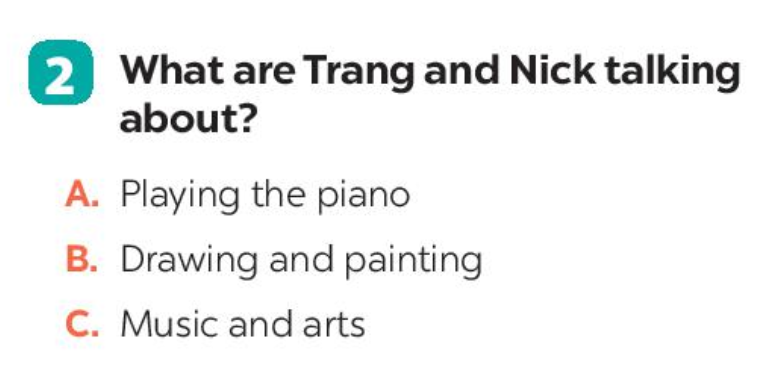 2 What are Trang and Nick talking
about?
A. Playing the piano
B. Drawing and painting
C. Music and arts